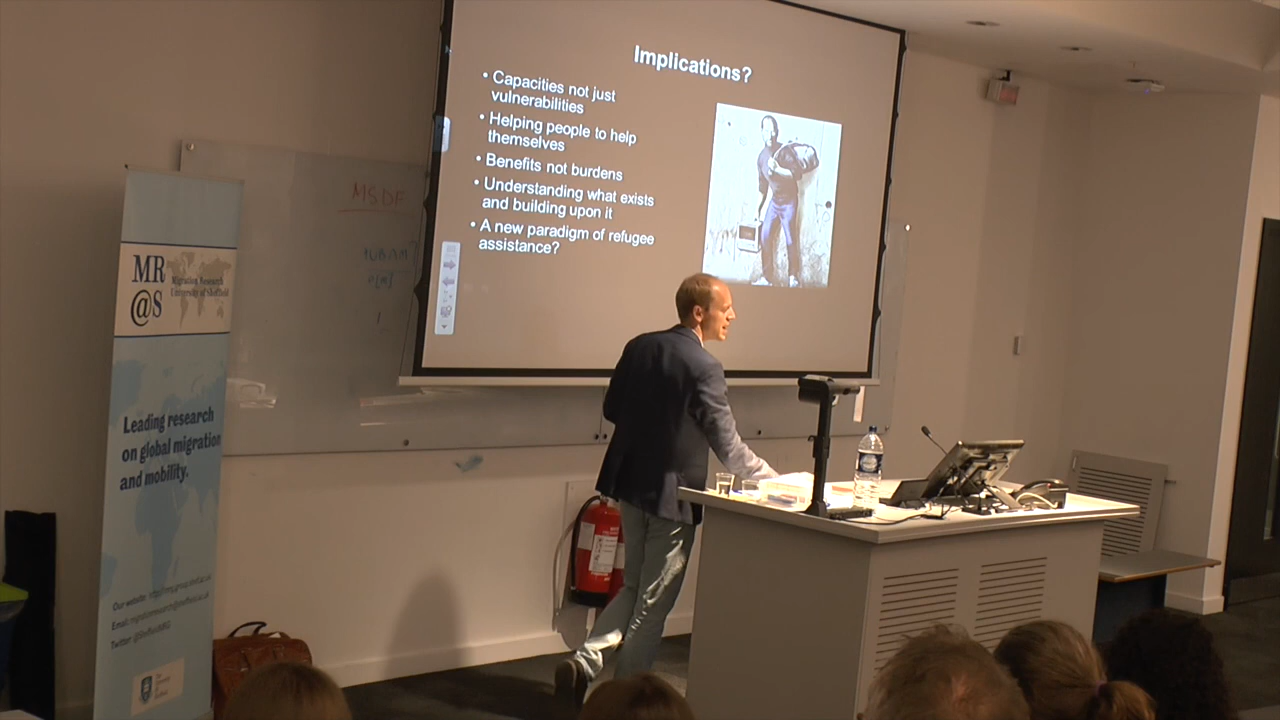 Implications?
• Capacities not just
vulnerabilities
• Helping people to help
themselves
• Benefits not burdens
• Understanding what exists
and building upon it
• A new paradigm of refugee
assistance?
MSDF
MR
@S
Migration Research
University of Sheffield
Leading research
on global migration
and mobility.
Our website:
Email:
Twitter: